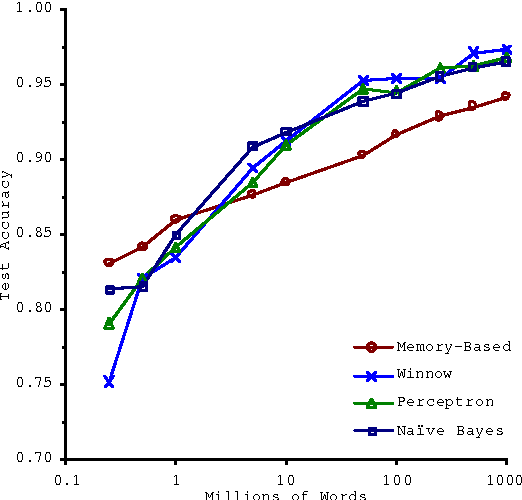 1.00
0.95
0.90
0.85
0.80
0.75
0.70
Test Accuracy
Memory-Based
Winnow
Perceptron
Naïve Bayes
0.1 1 10 100 1000
Millions of Words